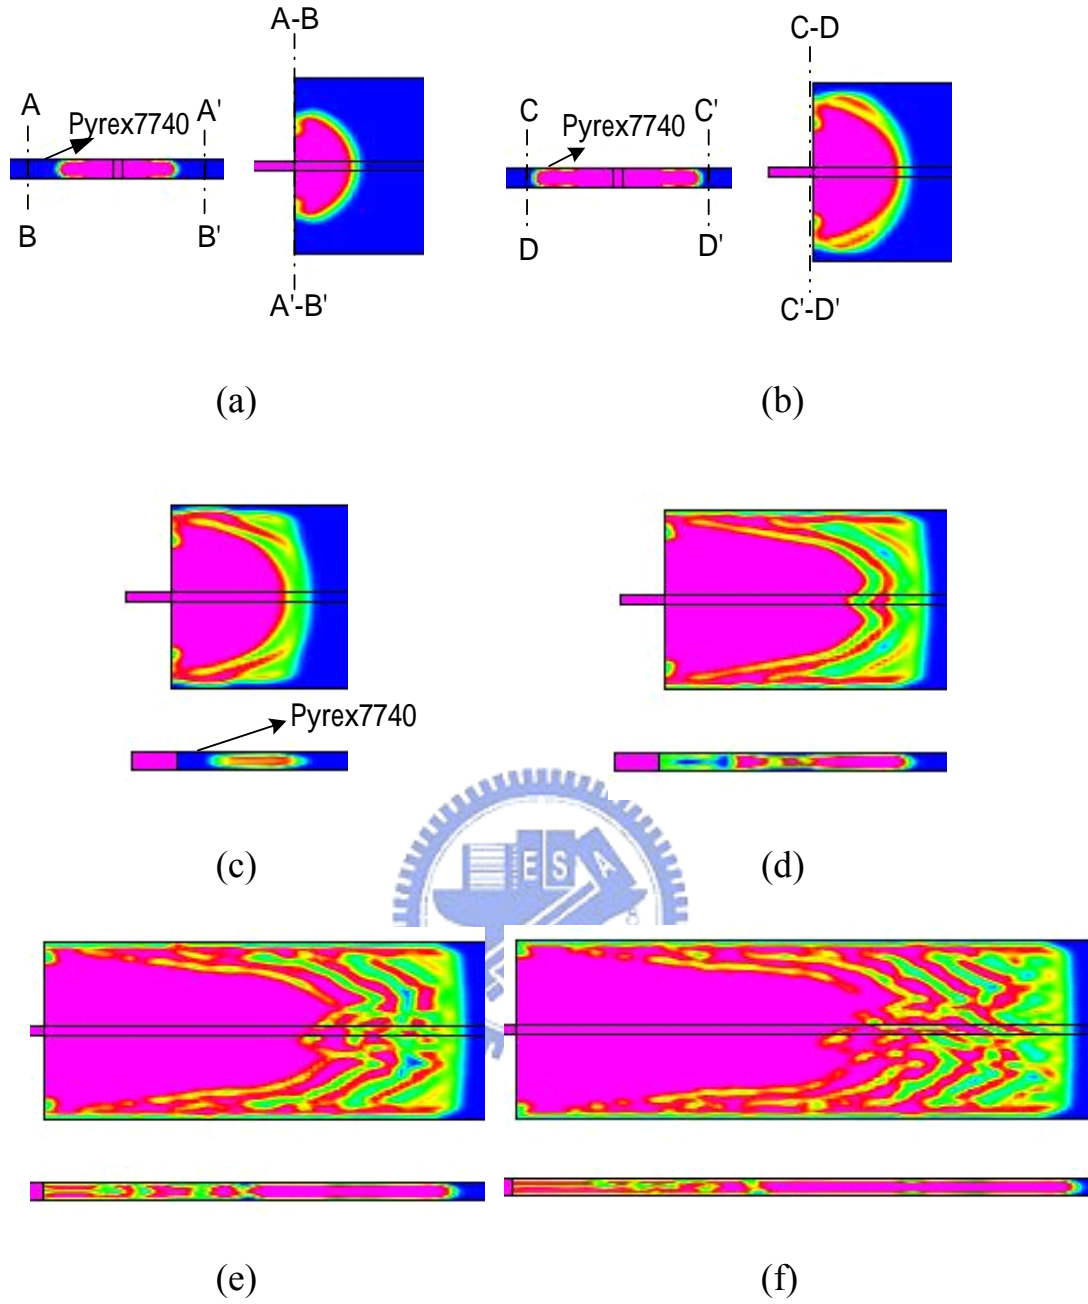 A-B
A
A'
Pyrex7740
B
B'
A'-B'
C-D
C
C'
Pyrex7740
D
D'
C'-D'
(a)
(b)
Pyrex7740
(c)
(d)
E S A
(e)
(f)